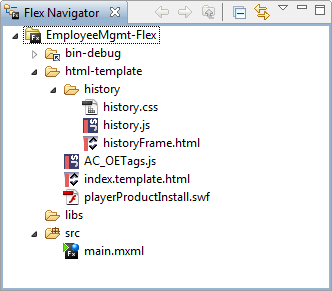 Flex Navigator
EmployeeMgmt-Flex
bin-debug
html-template
history
history.css
history.js
historyFrame.html
AC_OETags.js
index.template.html
playerProductInstall.swf
libs
src
main.mxml